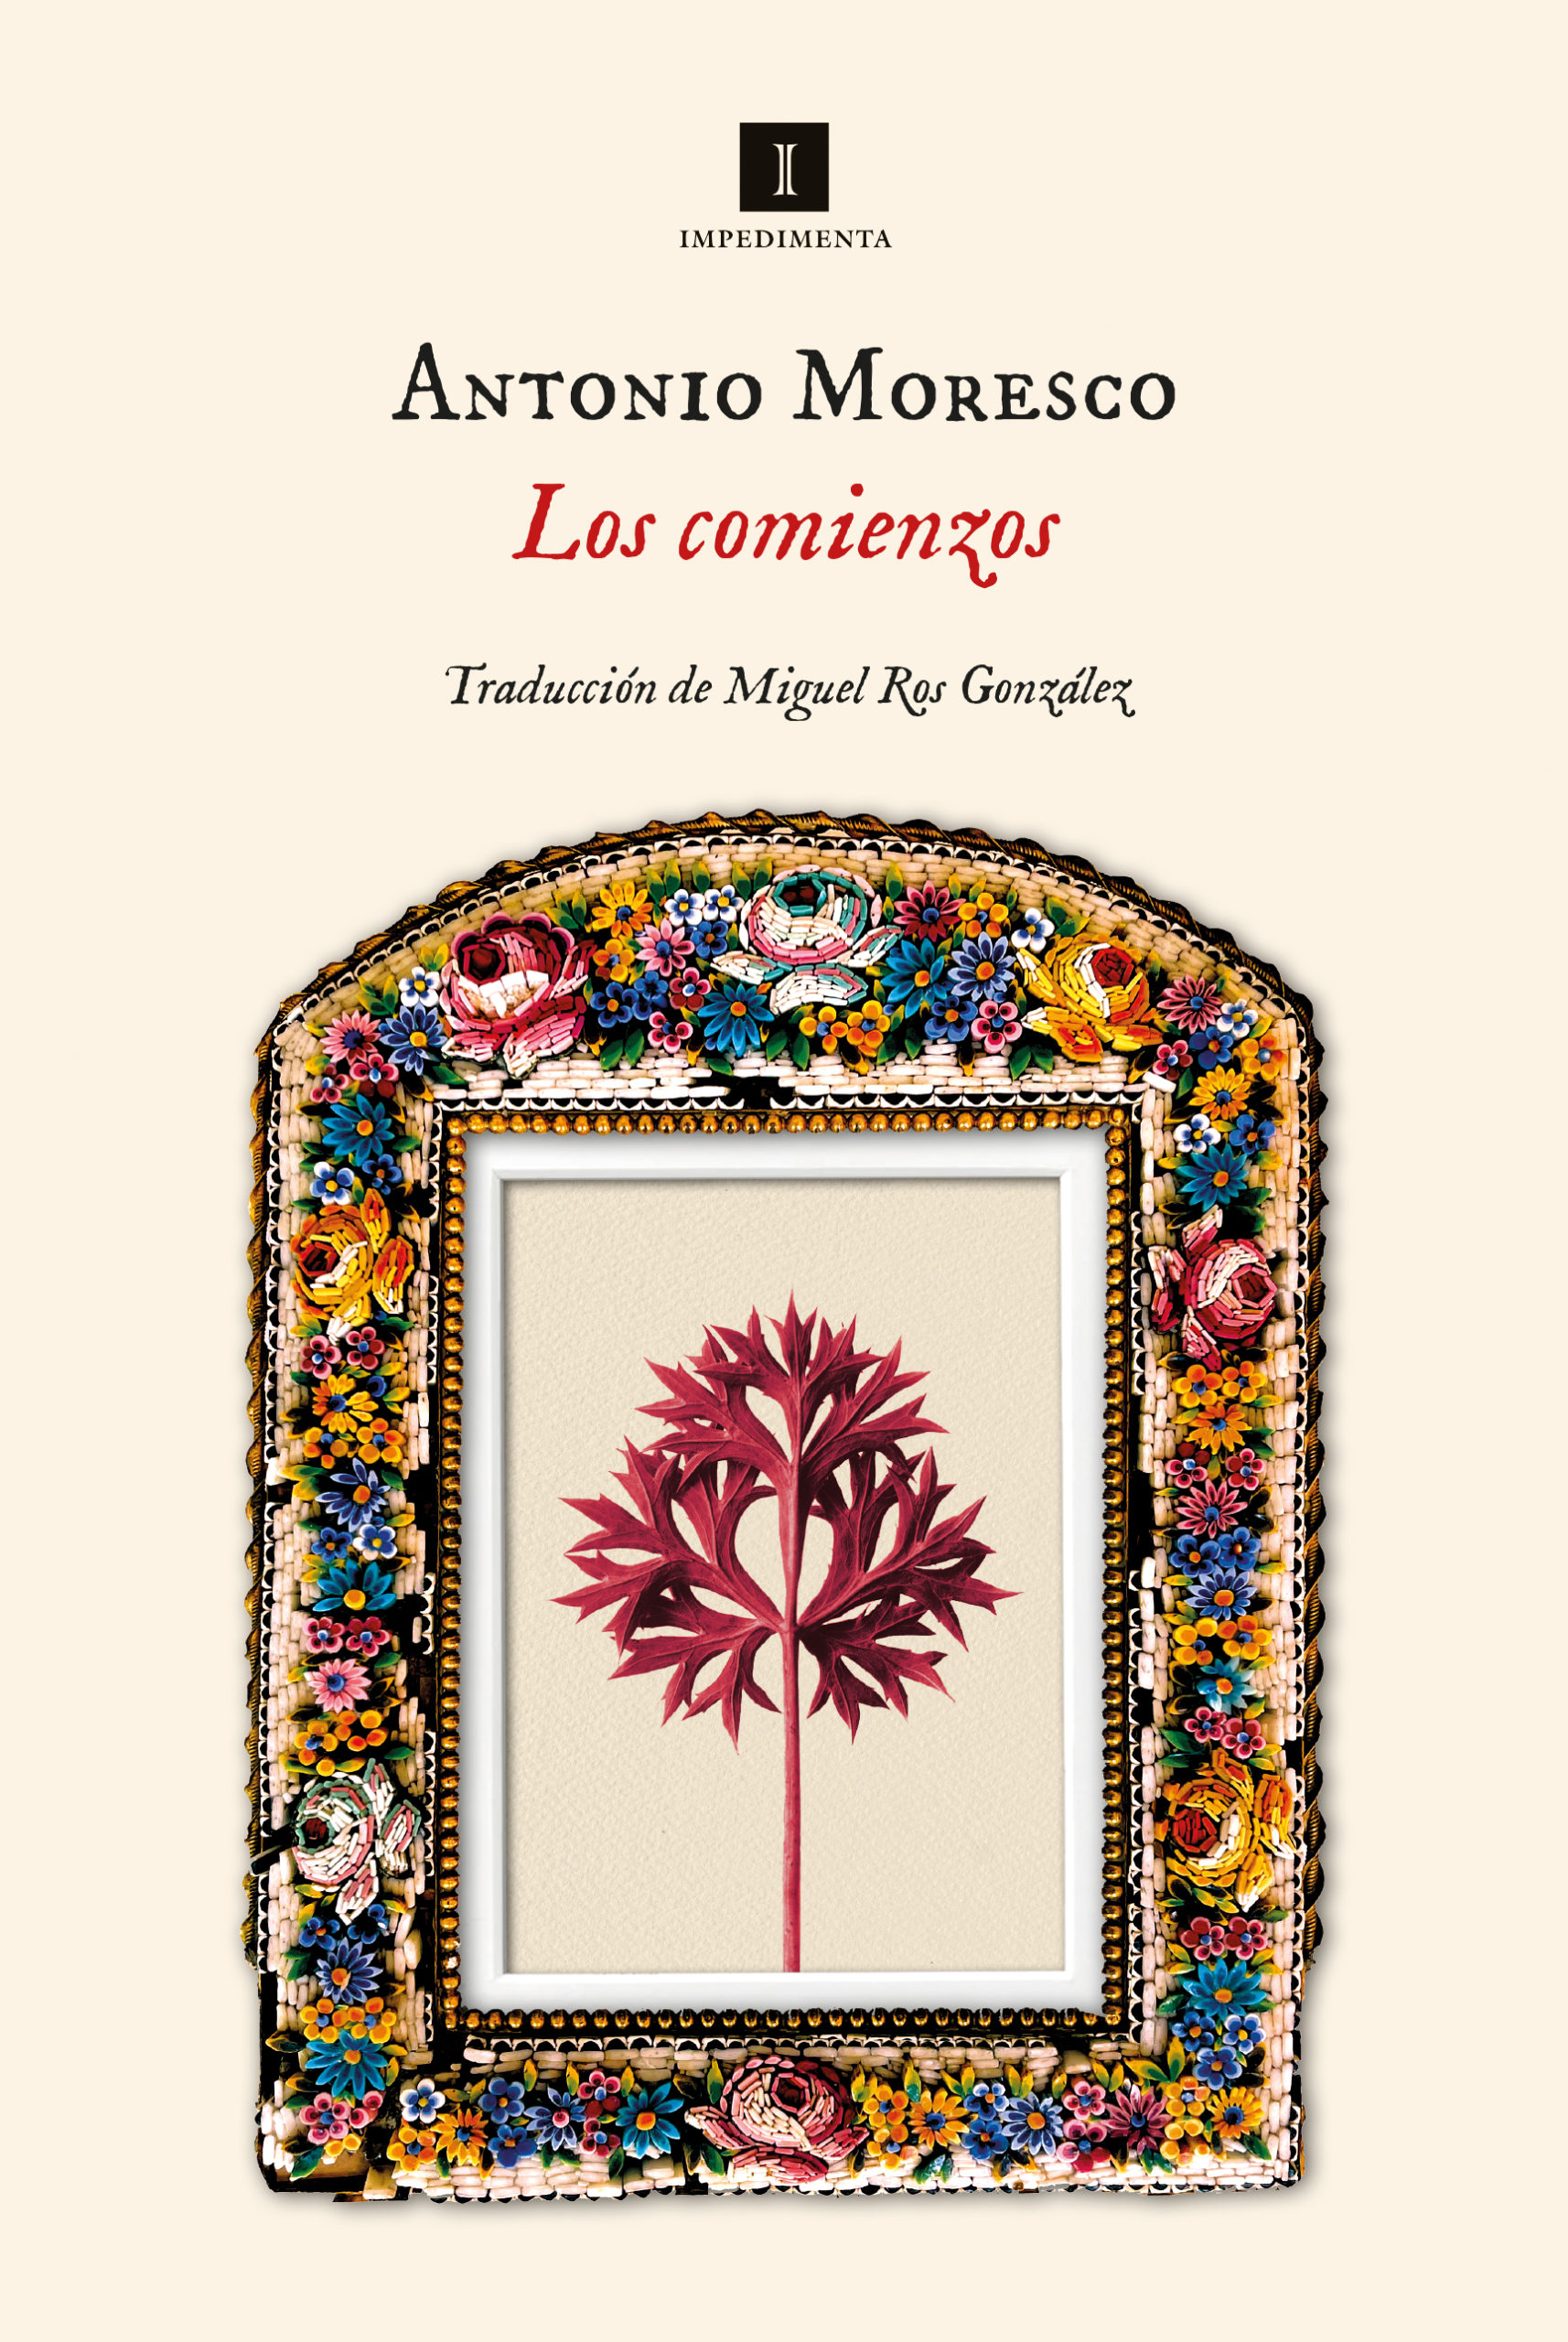 I
IMPEDIMENTA
Antonio Moresco
Los comienzos
Traducción de Miguel Ros González